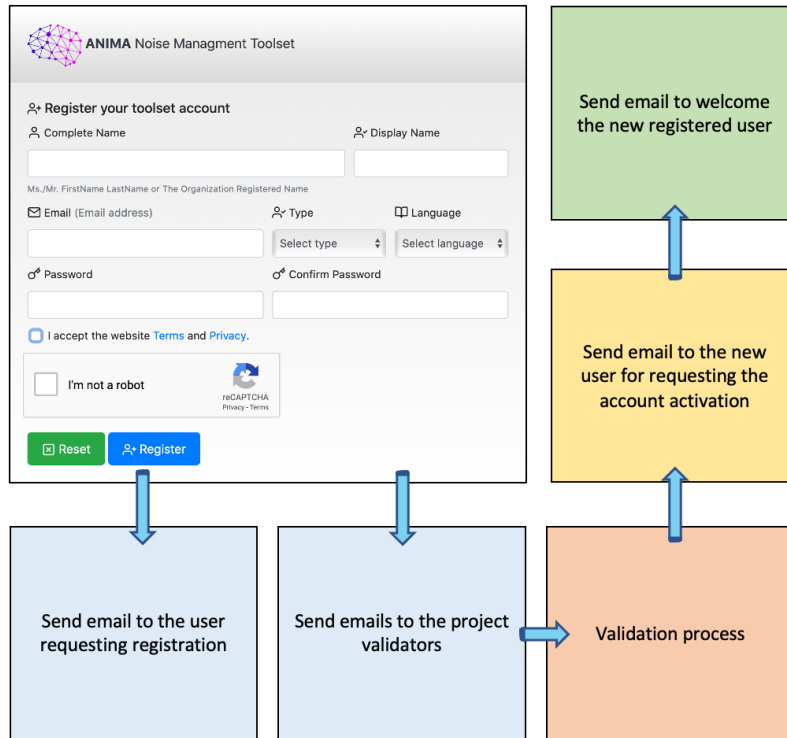 ANIMA Noise Managment Toolset
Register your toolset account
Complete Name
Display Name
Ms./Mr. FirstName LastName or The Organization Registered Name
Email (Email address)
Type
Language
Select type
Select language
Password
Confirm Password
I accept the website Terms and Privacy.
I'm not a robot
reCAPTCHA
Privacy - Terms
Reset
Register
Send email to the user
requesting registration
Send emails to the project
validators
Validation process
Send email to the new
user for requesting the
account activation
Send email to welcome
the new registered user